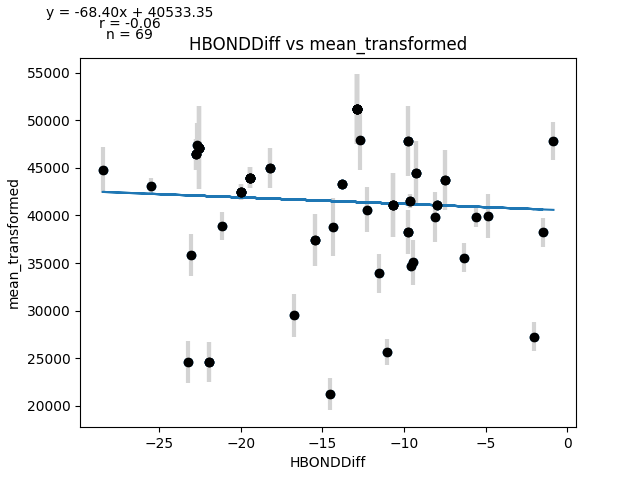 y = -68.40x + 40533.35
r = -0.06
n = 69
HBONDDiff vs mean_transformed
55000
50000
45000
40000
35000
30000
25000
20000
mean_transformed
−25
−20
−15
−10
−5
0
HBONDDiff